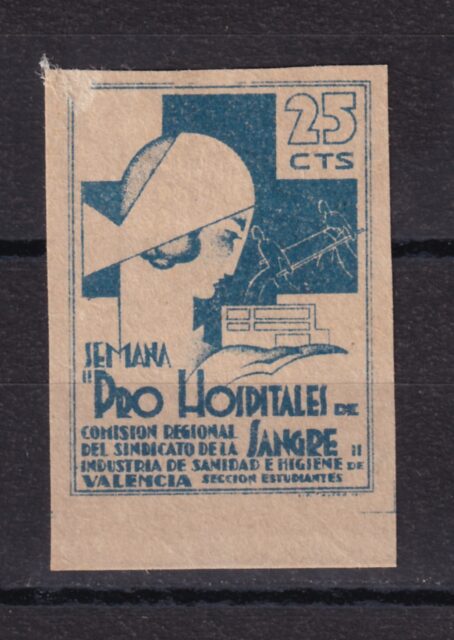 25
CTS
SEMANA
"PRO HOSPITALES DE
COMISION REGIONAL
DEL SINDICATO DE LA SANGRE"
INDUSTRIA DE SANIDAD E HIGIENE DE
VALENCIA SECCION ESTUDIANTES